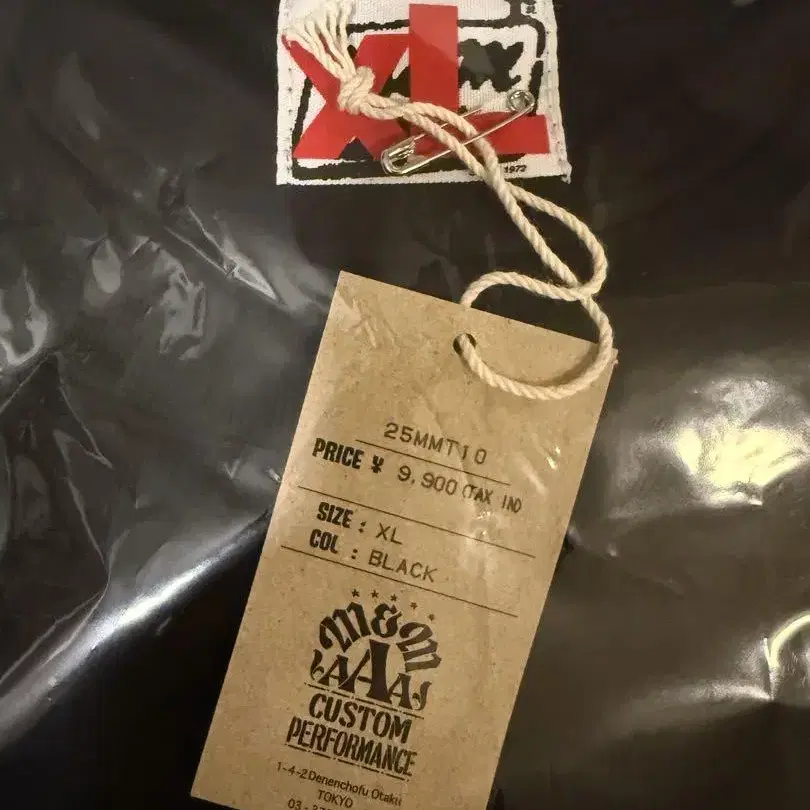 XL
1972
25MMT10
PRICE ¥ 9,900 (TAX IN)
SIZE : XL
COL : BLACK
M&M
AAA
CUSTOM
PERFORMANCE
1-4-2 Denenchofu Otaku
TOKYO
03-